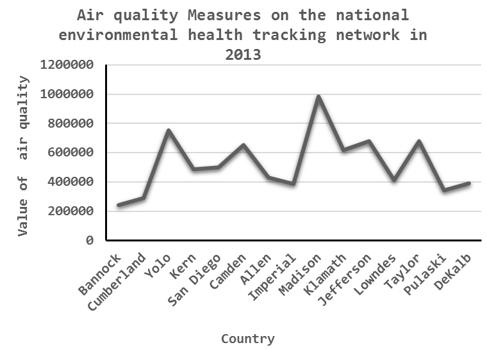 Air quality Measures on the national
environmental health tracking network in
2013
Value of  air quality
1200000
1000000
800000
600000
400000
200000
0
Bannock
Cumberland
Yolo
Kern
San Diego
Camden
Allen
Imperial
Madison
Klamath
Jefferson
Lowndes
Taylor
Pulaski
DeKalb
Country